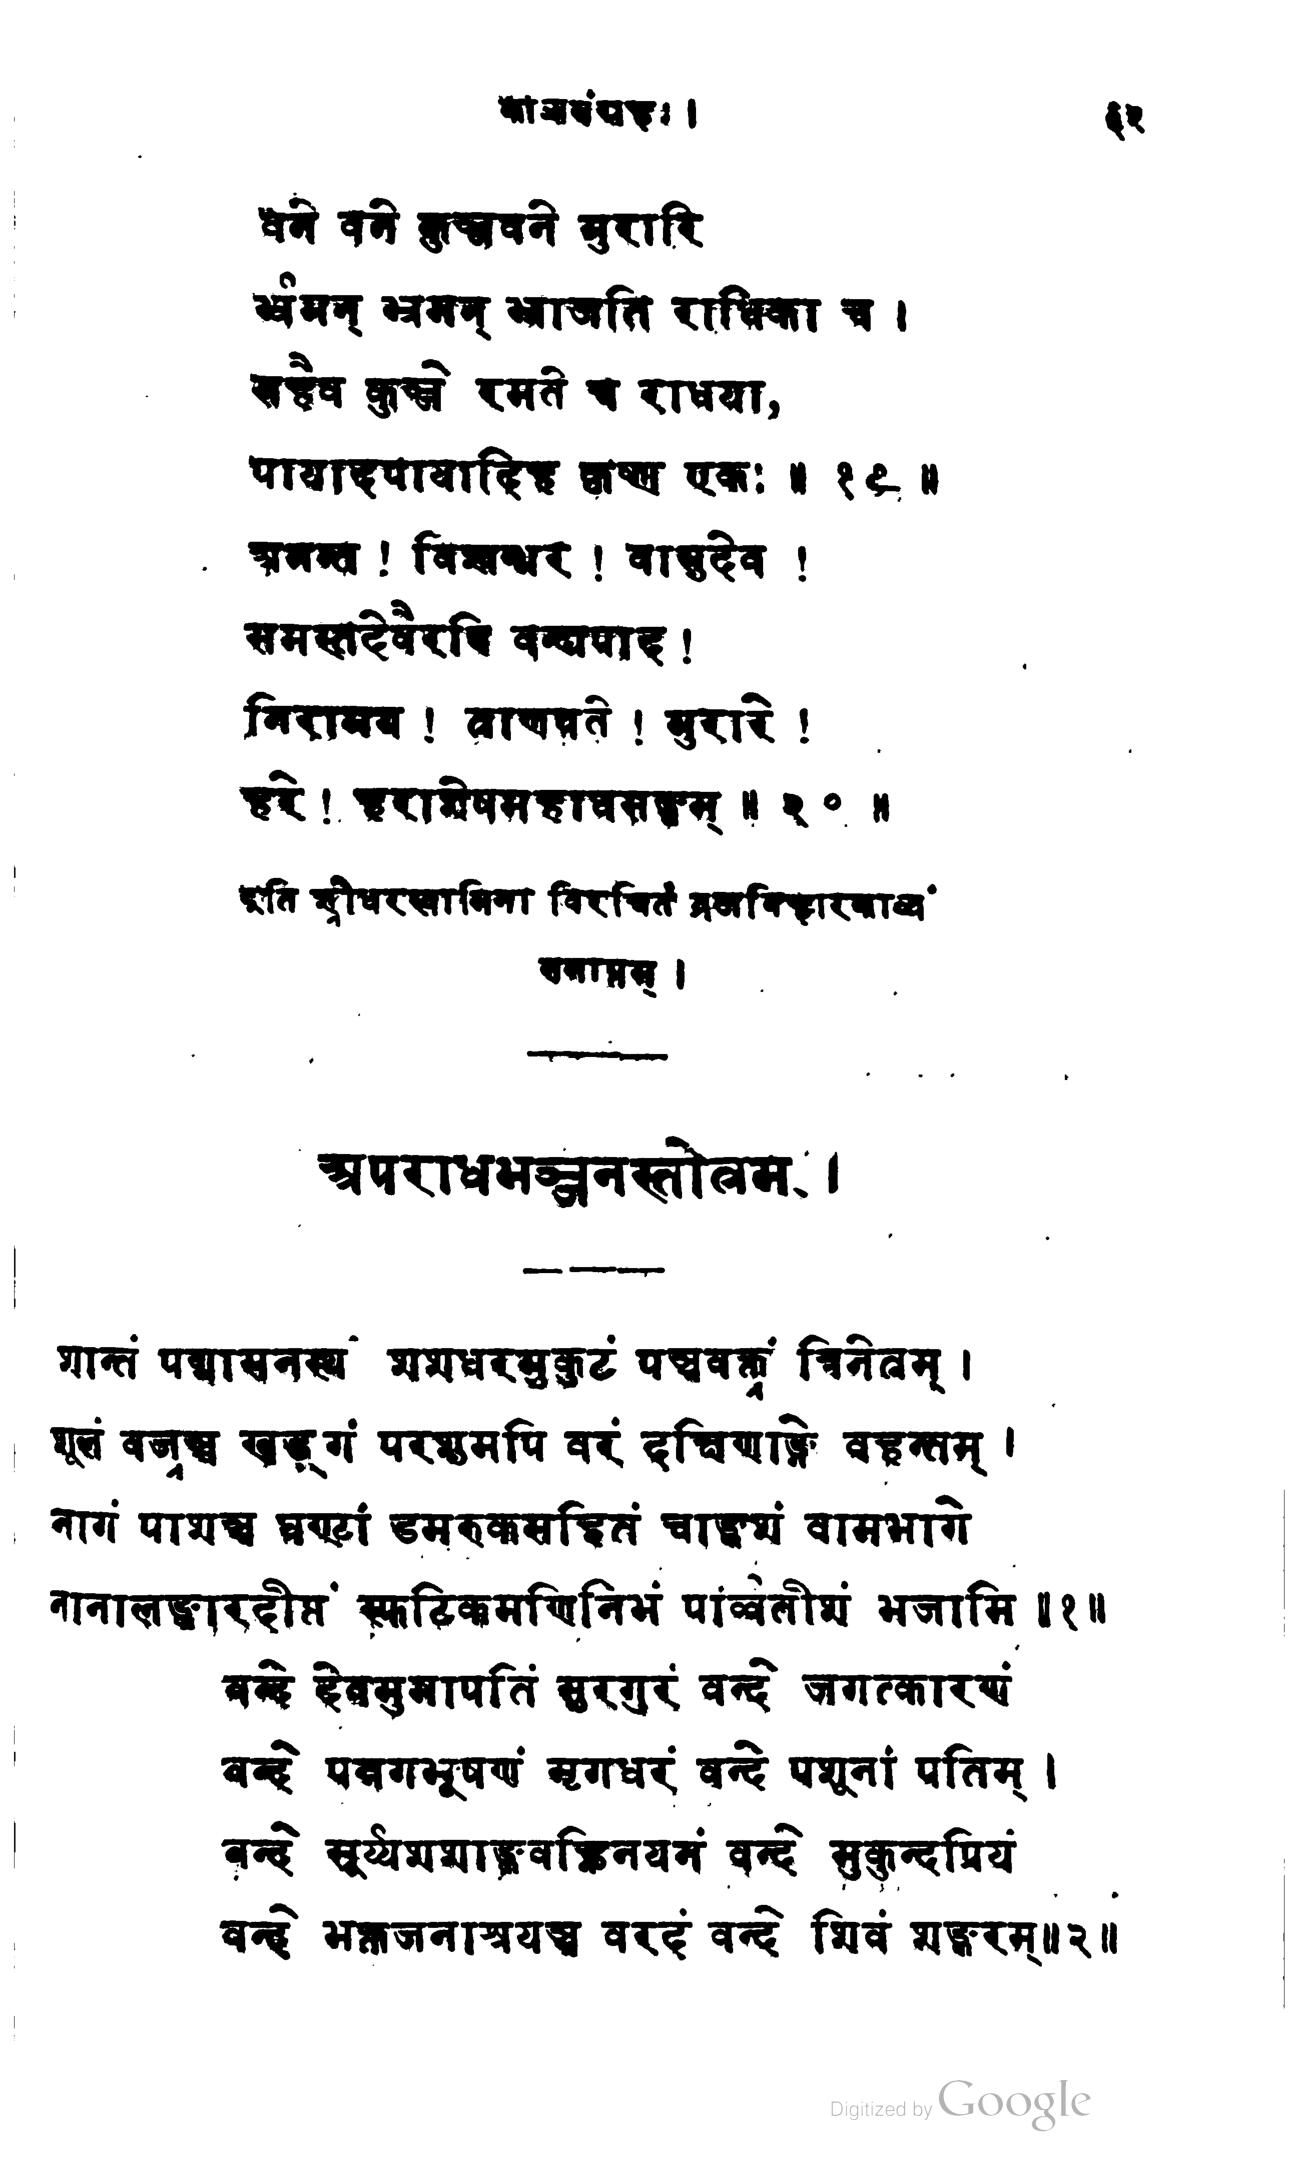 काव्यसंग्रहः । ६५
वने वने कुञ्जवने मुरारि
र्भ्रमन् भ्रमन् भ्राजति राधिका च ।
सहैव कुञ्जे रमते च राधया,
पायादपायादिह कृष्ण एकः ॥ १९ ॥
अनन्त ! विश्वम्भर ! वासुदेव !
समस्तदेवैरपि वन्द्यपाद !
निरामय ! प्राणपते ! मुरारे !
हरे ! हराशेषमहाघसङ्घम् ॥ २० ॥
इति श्रीधरस्वामिना विरचितं व्रजविहारकाव्यं
समाप्तम् ।
अपराधभञ्जनस्तोत्रम् ।
शान्तं पद्मासनस्थं शशधरमुकुटं पञ्चवक्त्रं त्रिनेत्रम् ।
शूलं वज्रञ्च खड्गं परशुमपि वरं दक्षिणाङ्गे वहन्तम् ।
नागं पाशञ्च घण्टां डमरुकसहितं चाङ्कुशं वामभागे
नानालङ्कारदीप्तं स्फटिकमणिनिभं पार्व्वतीशं भजामि ॥१॥
वन्दे देवमुमापतिं सुरगुरं वन्दे जगत्कारणं
वन्दे पन्नगभूषणं मृगधरं वन्दे पशूनां पतिम् ।
वन्दे सूर्य्यशशाङ्कवह्निनयनं वन्दे मुकुन्दप्रियं
वन्दे भक्तजनाश्रयञ्च वरदं वन्दे शिवं शङ्करम्॥२॥
Digitized by Google